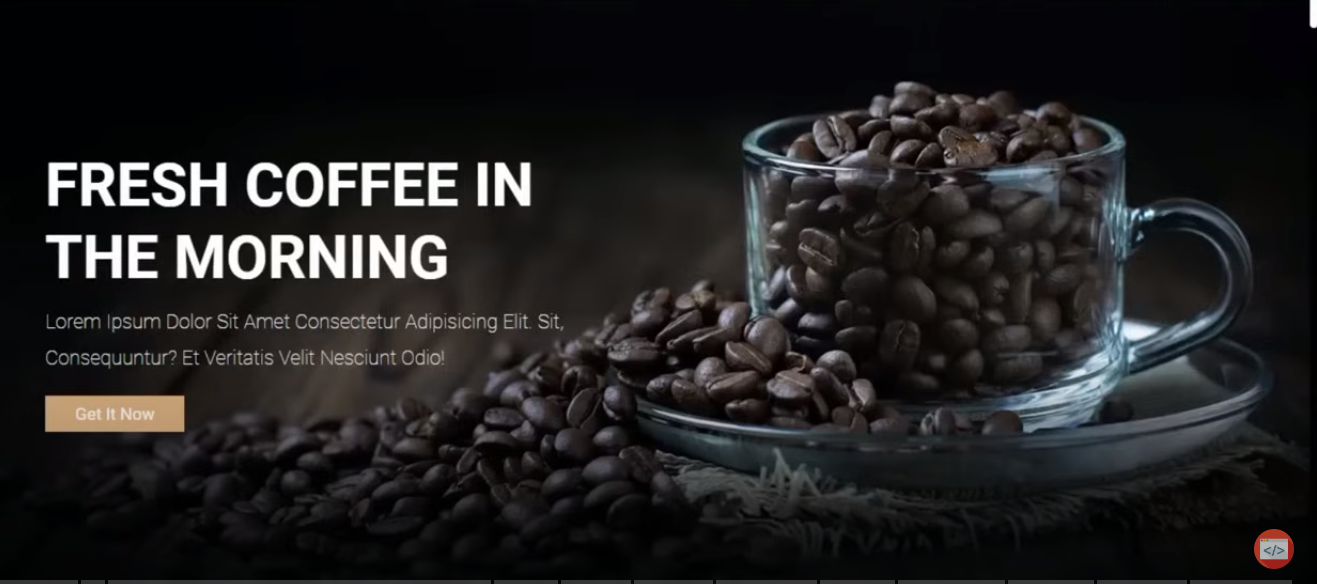 FRESH COFFEE IN
THE MORNING
Lorem Ipsum Dolor Sit Amet Consectetur Adipisicing Elit. Sit,
Consequuntur? Et Veritatis Velit Nesciunt Odio!
Get It Now
</>